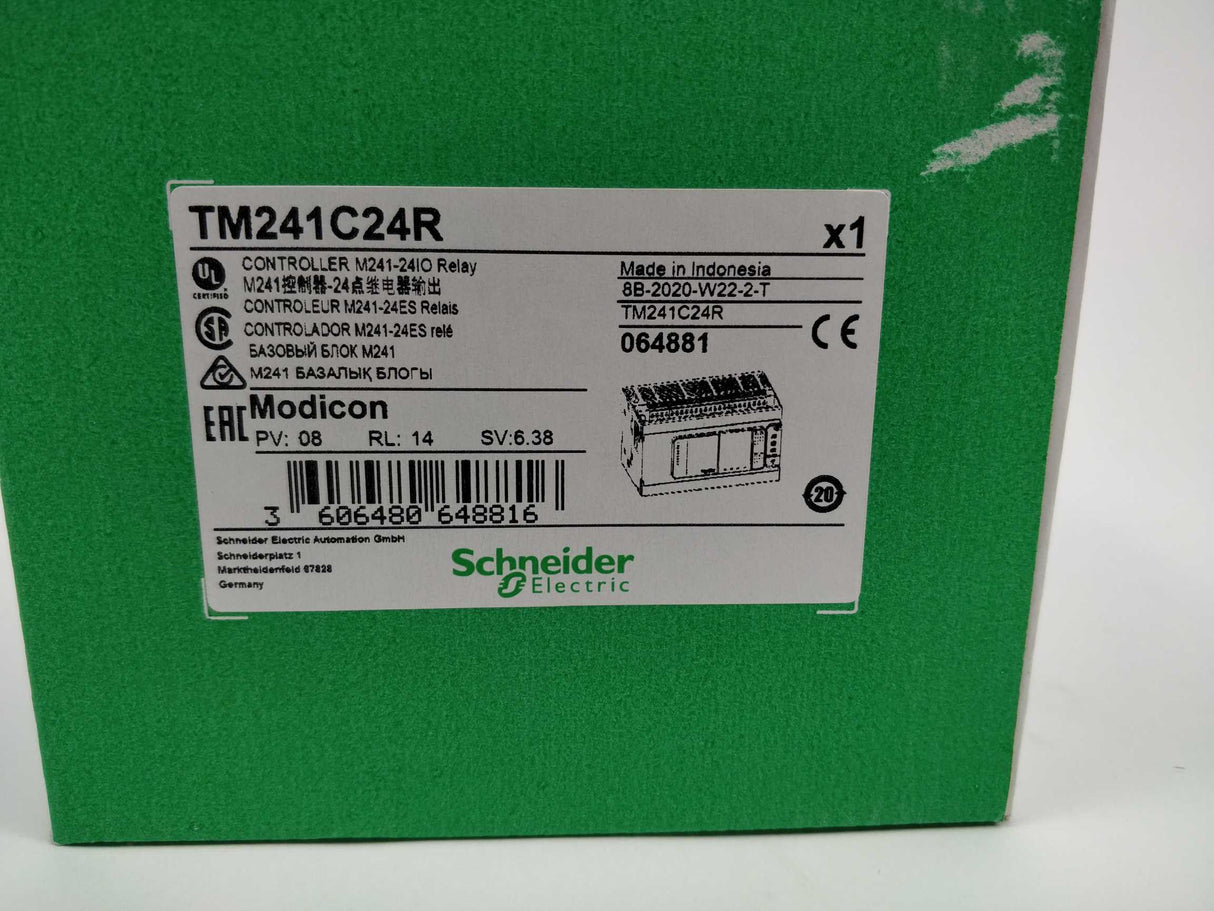 TM241C24R
x1
UL
CERTIFIED
CONTROLLER M241-24IO Relay
M241控制器-24点继电器输出
CONTROLEUR M241-24ES Relais
CONTROLADOR M241-24ES relé
БАЗОВЫЙ БЛОК M241
M241 БАЗАЛЫҚ БЛОГЫ
Made in Indonesia
8B-2020-W22-2-T
TM241C24R
064881
CE
EAC
Modicon
PV: 08 RL: 14 SV:6.38
20
3 606480 648816
Schneider Electric Automation GmbH
Schneiderplatz 1
Marktheidenfeld 97828
Germany
Schneider
Electric